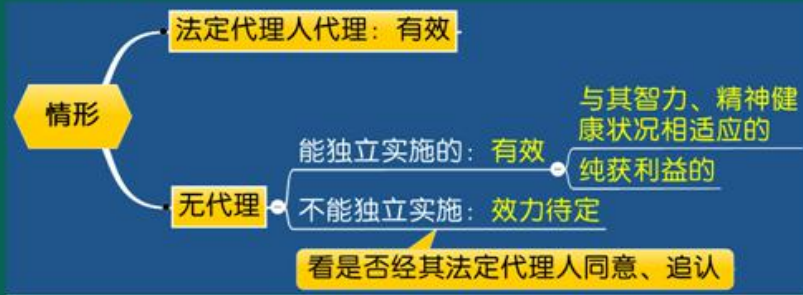 法定代理人代理：有效
情形
与其智力、精神健
康状况相适应的
能独立实施的：有效
纯获利益的
无代理
不能独立实施：效力待定
看是否经其法定代理人同意、追认